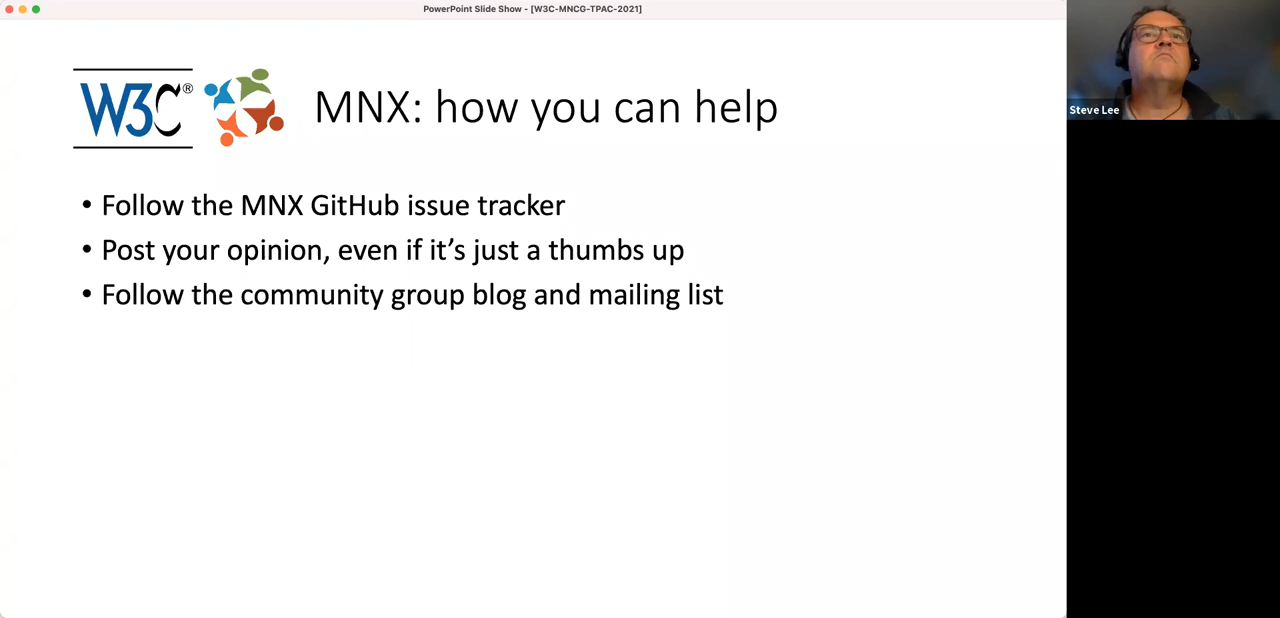 PowerPoint Slide Show - [W3C-MNCG-TPAC-2021]
W3C®
MNX: how you can help
• Follow the MNX GitHub issue tracker
• Post your opinion, even if it’s just a thumbs up
• Follow the community group blog and mailing list
Steve Lee